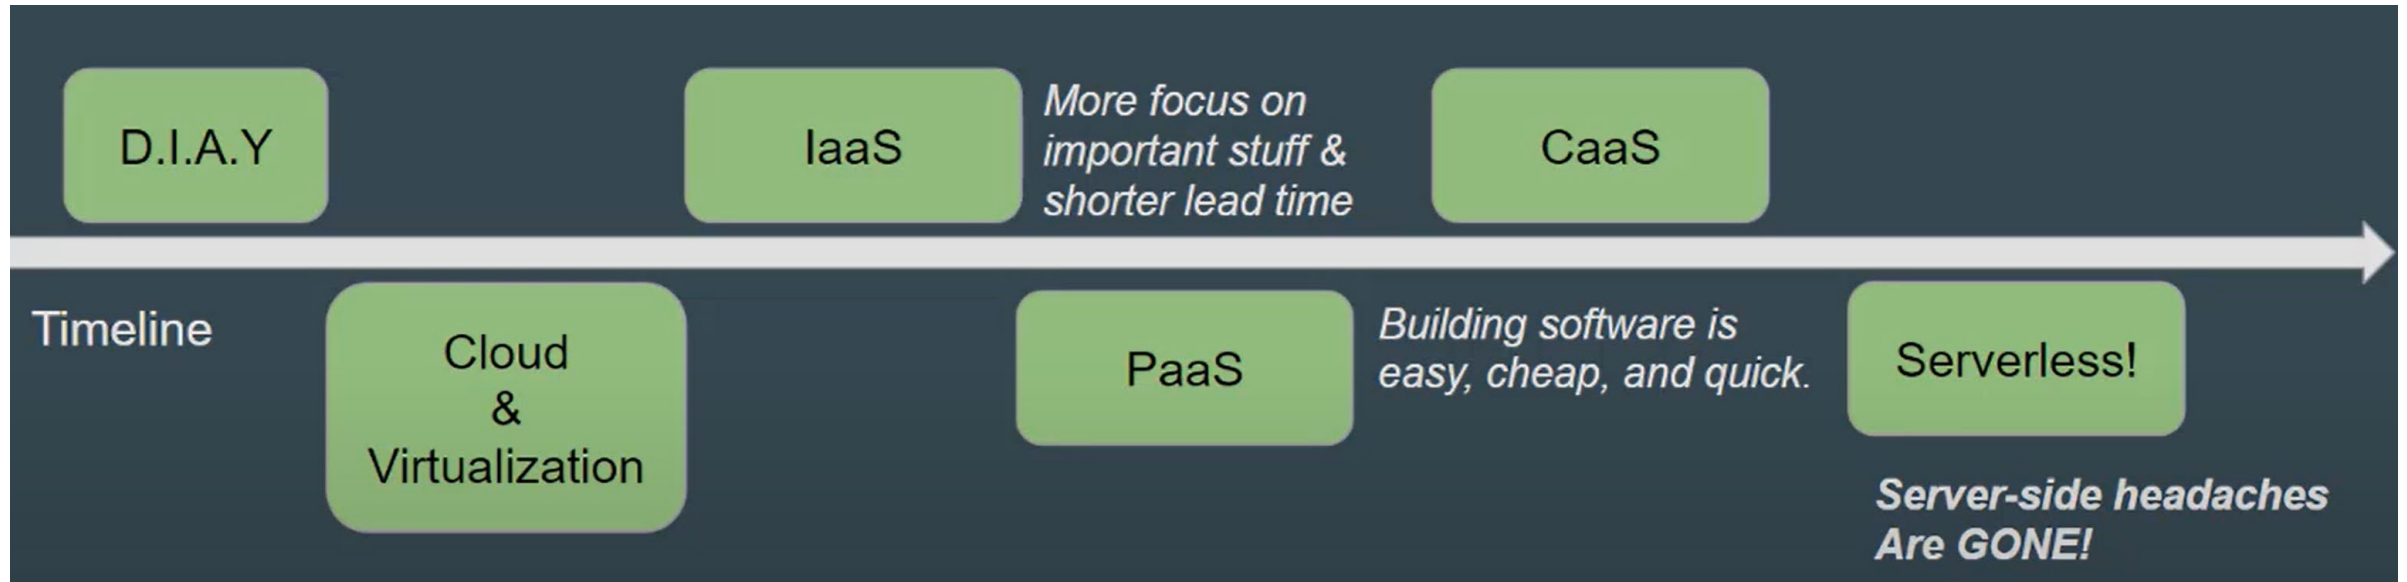 D.I.A.Y
IaaS
More focus on
important stuff &
shorter lead time
CaaS
Timeline
Cloud
&
Virtualization
PaaS
Building software is
easy, cheap, and quick.
Serverless!
Server-side headaches
Are GONE!